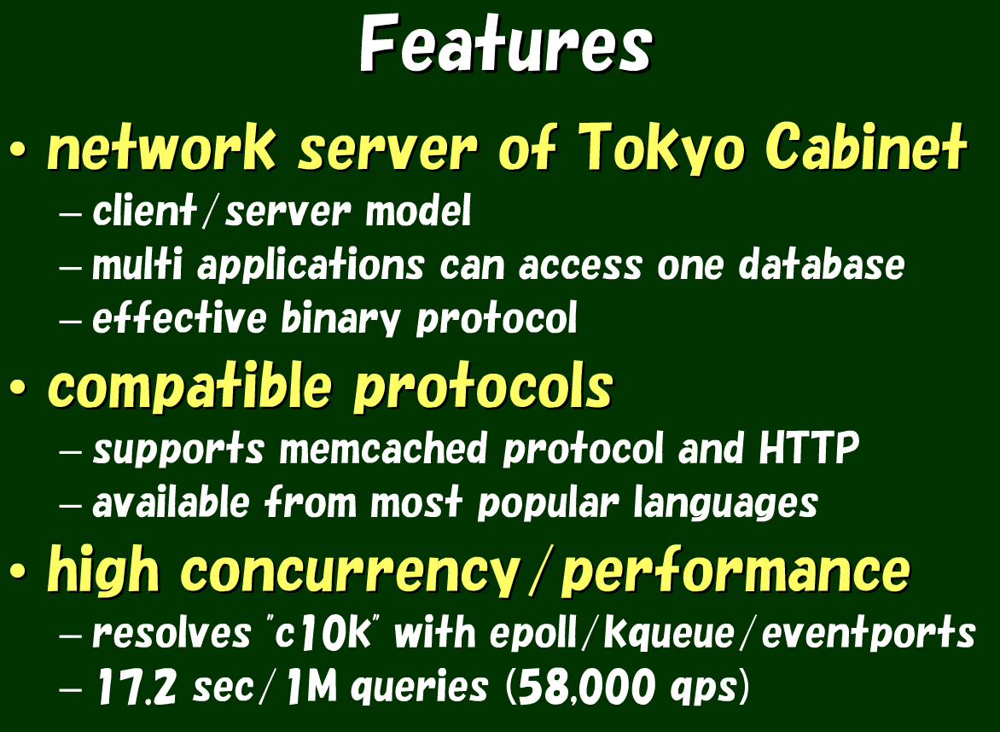 Features
• network server of Tokyo Cabinet
– client/server model
– multi applications can access one database
– effective binary protocol
• compatible protocols
– supports memcached protocol and HTTP
– available from most popular languages
• high concurrency/performance
– resolves "c10k" with epoll/kqueue/eventports
– 17.2 sec/1M queries (58,000 qps)